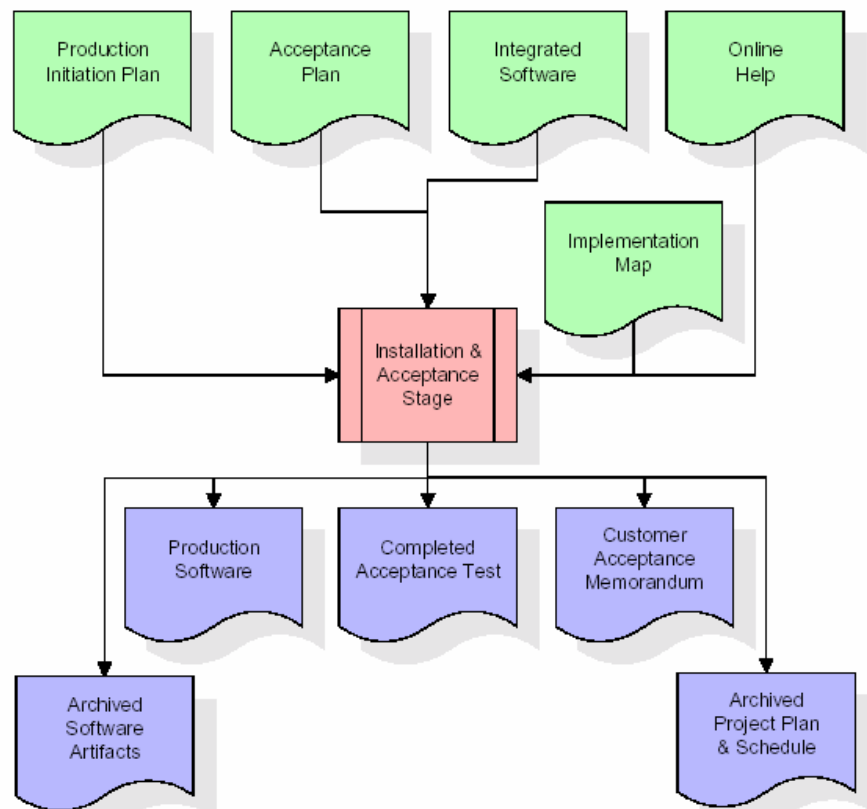 Production
Initiation Plan
Acceptance
Plan
Integrated
Software
Online
Help
Implementation
Map
Installation &
Acceptance
Stage
Production
Software
Completed
Acceptance Test
Customer
Acceptance
Memorandum
Archived
Software
Artifacts
Archived
Project Plan
& Schedule